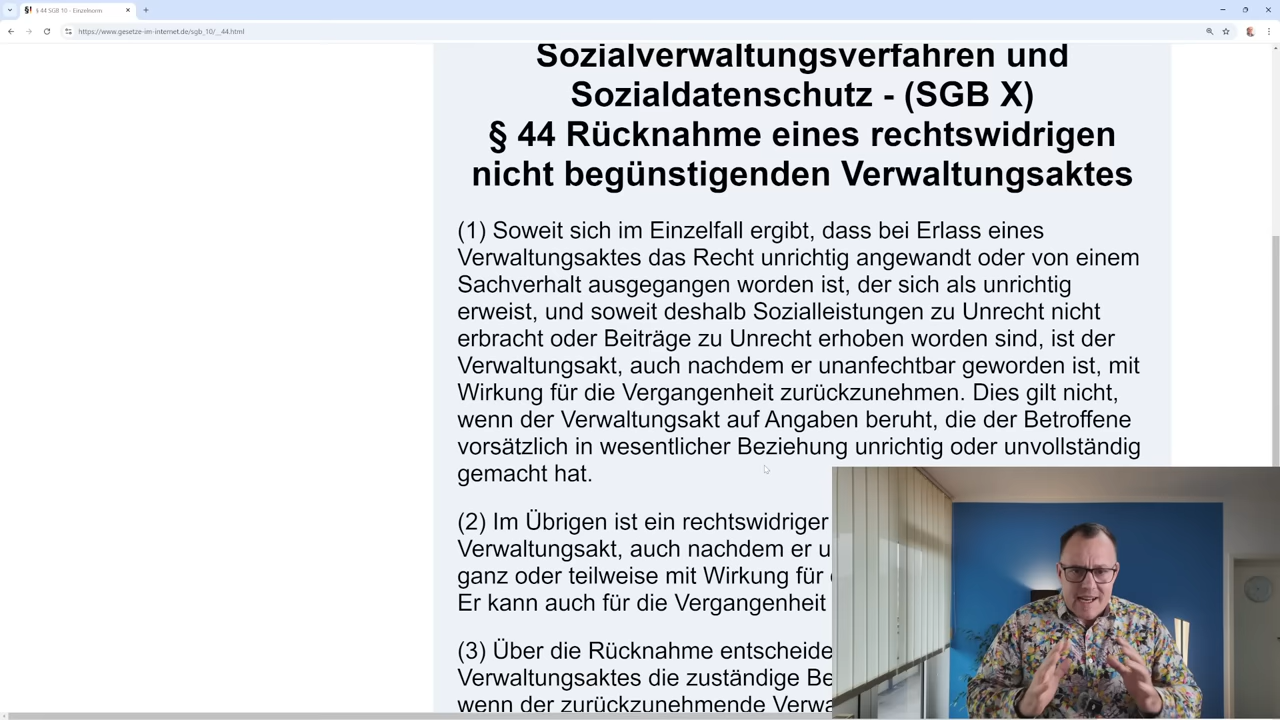 § 44 SGB 10 - Einzelnorm
https://www.gesetze-im-internet.de/sgb_10/__44.html
Sozialverwaltungsverfahren und
Sozialdatenschutz - (SGB X)
§ 44 Rücknahme eines rechtswidrigen
nicht begünstigenden Verwaltungsaktes
(1) Soweit sich im Einzelfall ergibt, dass bei Erlass eines
Verwaltungsaktes das Recht unrichtig angewandt oder von einem
Sachverhalt ausgegangen worden ist, der sich als unrichtig
erweist, und soweit deshalb Sozialleistungen zu Unrecht nicht
erbracht oder Beiträge zu Unrecht erhoben worden sind, ist der
Verwaltungsakt, auch nachdem er unanfechtbar geworden ist, mit
Wirkung für die Vergangenheit zurückzunehmen. Dies gilt nicht,
wenn der Verwaltungsakt auf Angaben beruht, die der Betroffene
vorsätzlich in wesentlicher Beziehung unrichtig oder unvollständig
gemacht hat.
(2) Im Übrigen ist ein rechtswidriger
Verwaltungsakt, auch nachdem er u
ganz oder teilweise mit Wirkung für
Er kann auch für die Vergangenheit
(3) Über die Rücknahme entscheide
Verwaltungsaktes die zuständige Be
wenn der zurückzunehmende Verwa